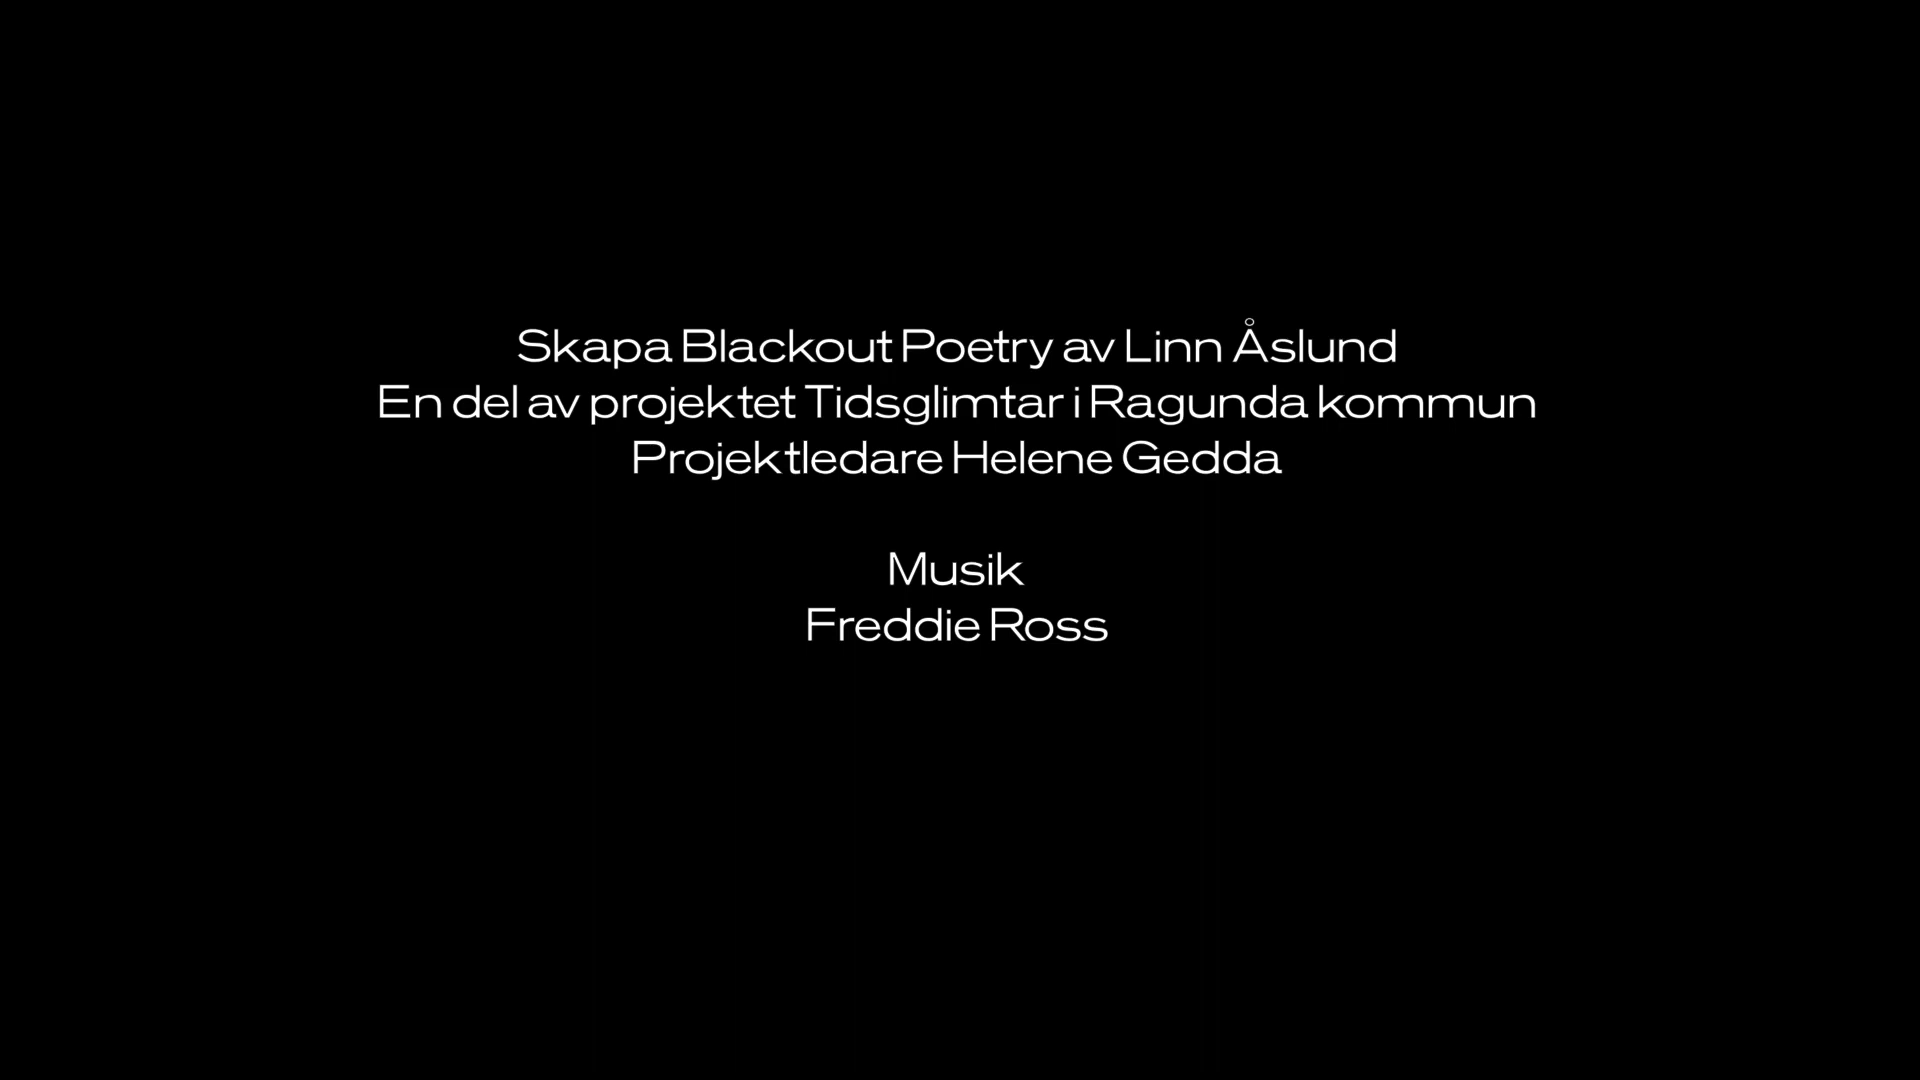 Skapa Blackout Poetry av Linn Åslund
En del av projektet Tidsglimtar i Ragunda kommun
Projektledare Helene Gedda
Musik
Freddie Ross